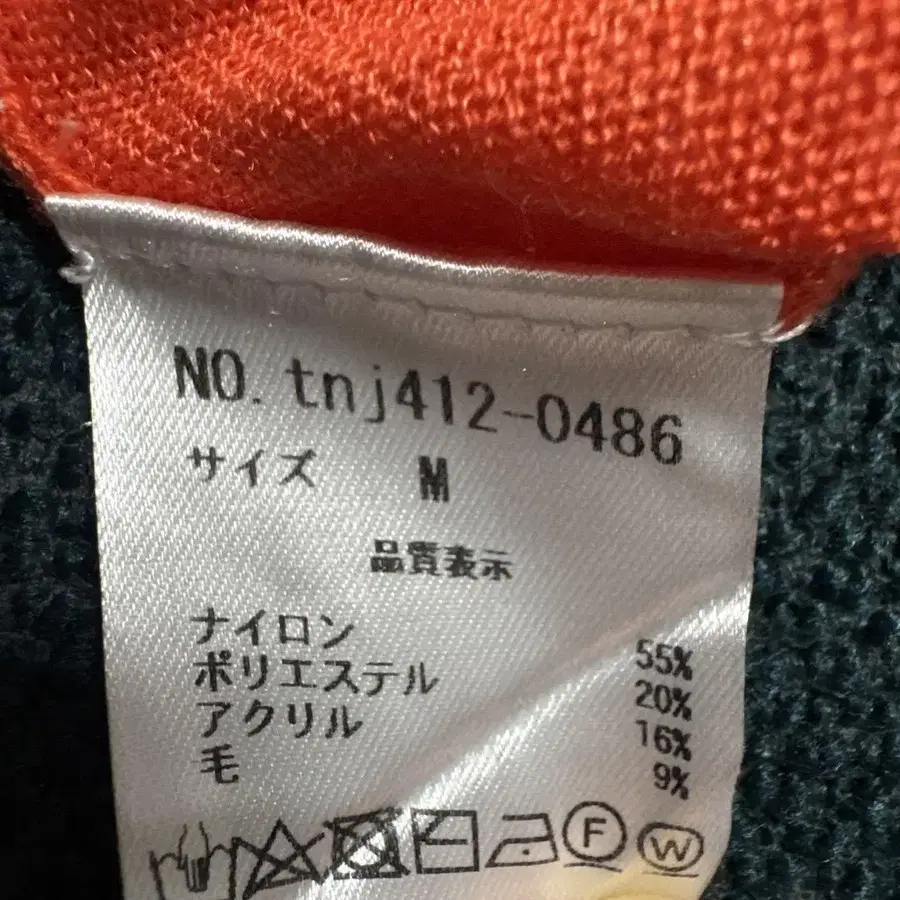 NO. tnj412-0486
サイズ M
品質表示
ナイロン 55%
ポリエステル 20%
アクリル 16%
毛 9%
F W